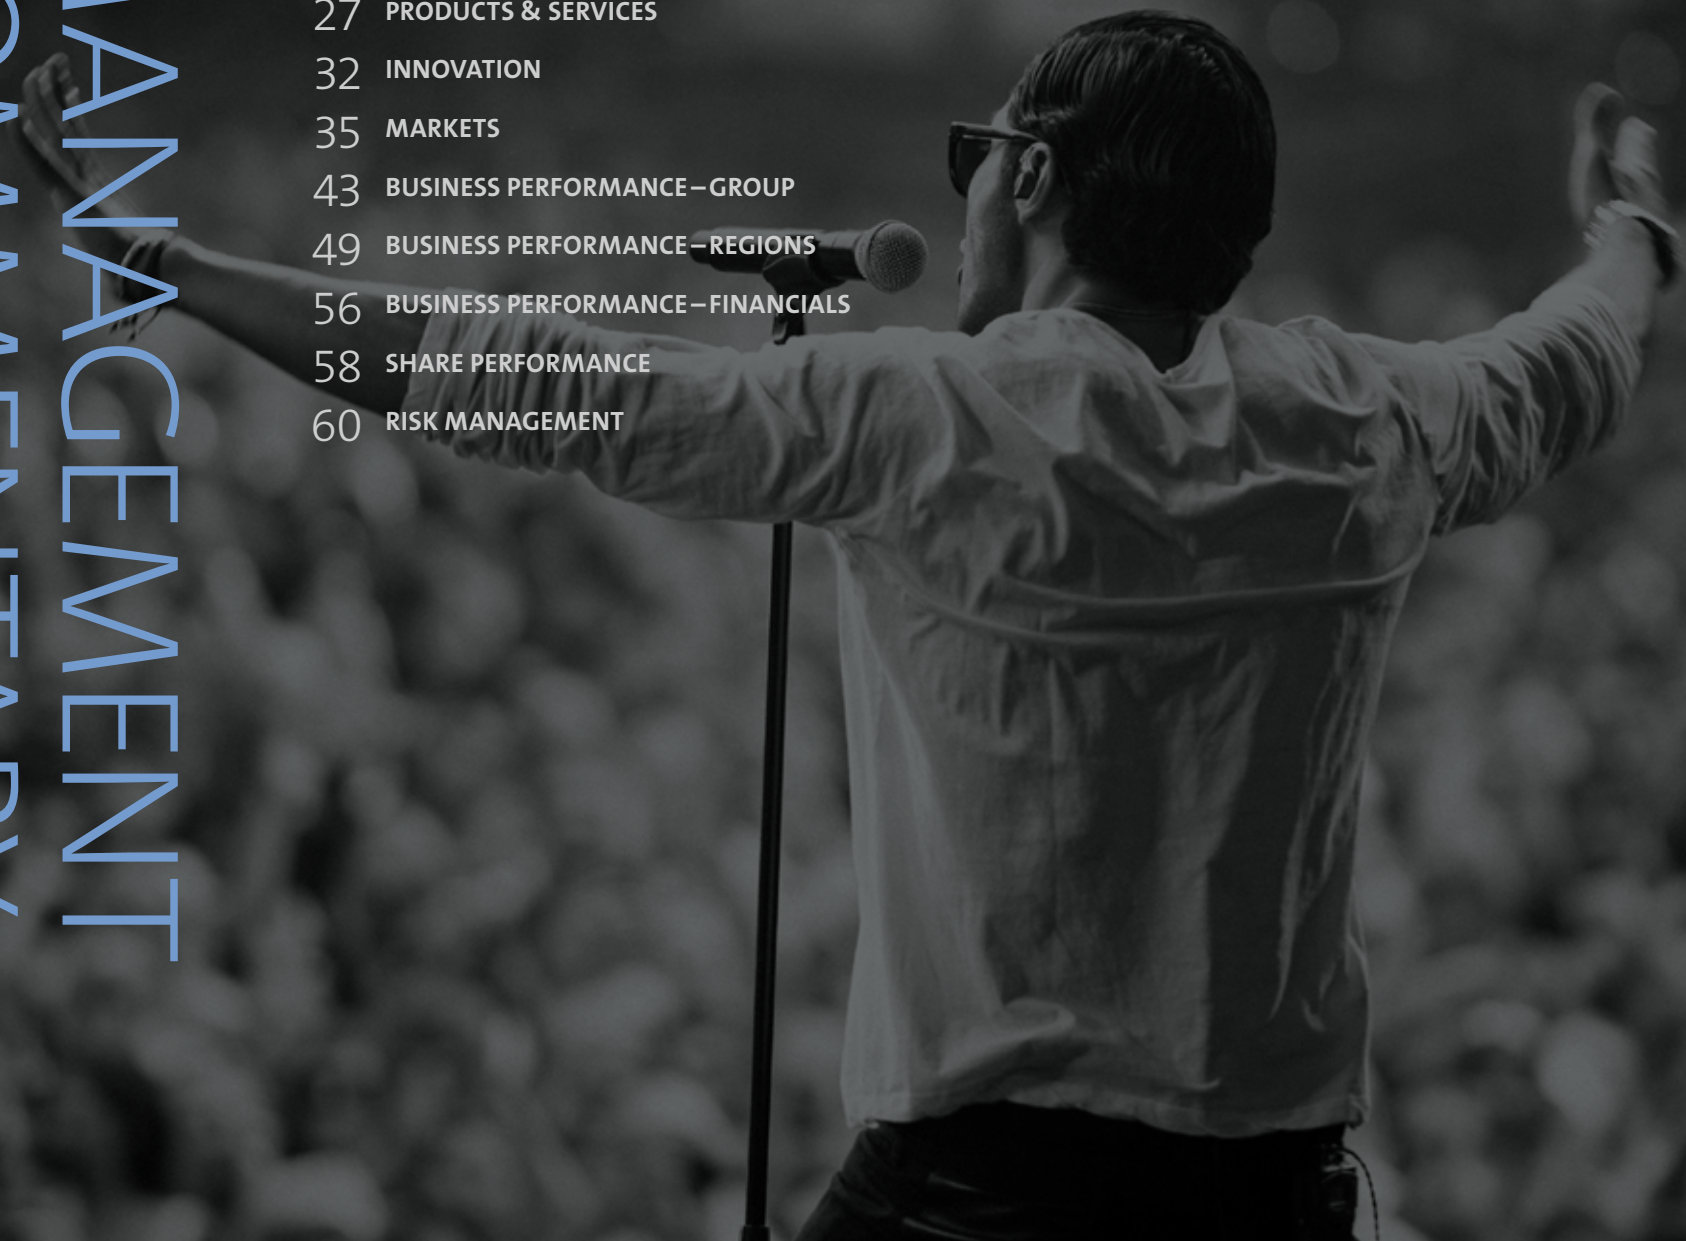 27 PRODUCTS & SERVICES
32 INNOVATION
35 MARKETS
43 BUSINESS PERFORMANCE–GROUP
49 BUSINESS PERFORMANCE–REGIONS
56 BUSINESS PERFORMANCE–FINANCIALS
58 SHARE PERFORMANCE
60 RISK MANAGEMENT
MANAGEMENT